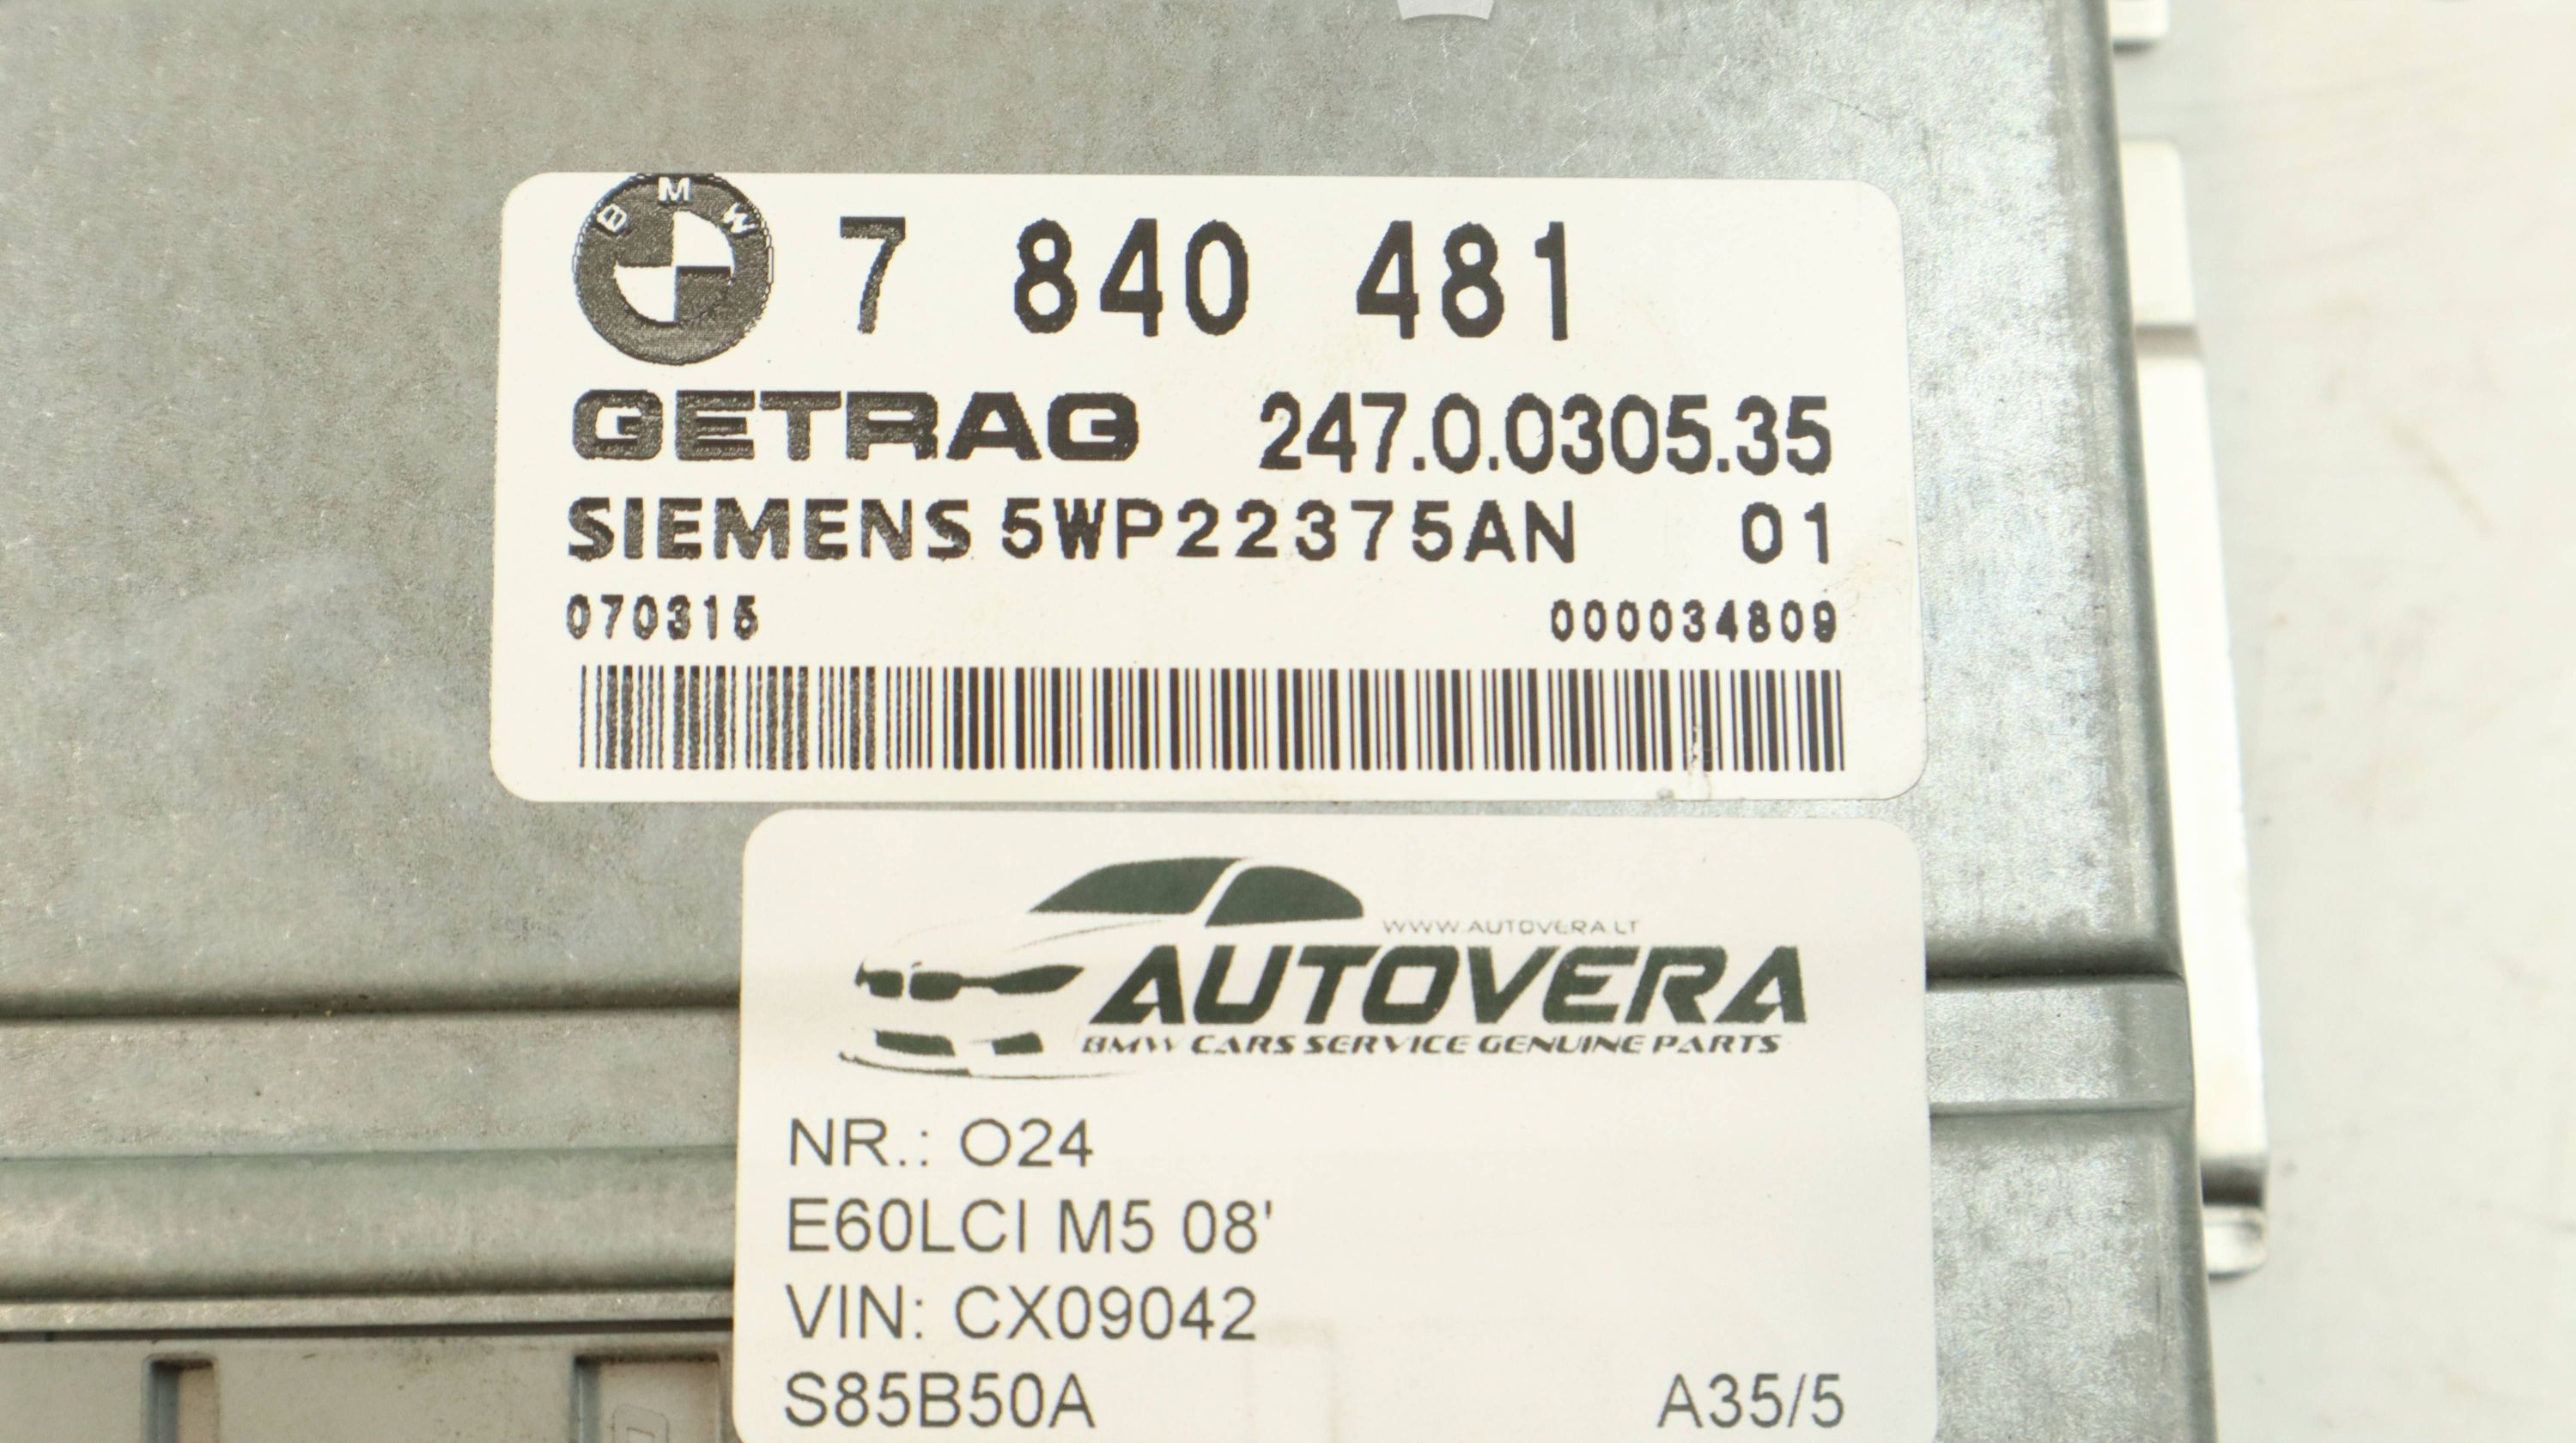 BMW 7 840 481
GETRAG 247.0.0305.35
SIEMENS 5WP22375AN 01
070315 000034809
WWW.AUTOVERA.LT
AUTOVERA
BMW CARS SERVICE GENUINE PARTS
NR.: O24
E60LCI M5 08'
VIN: CX09042
S85B50A A35/5